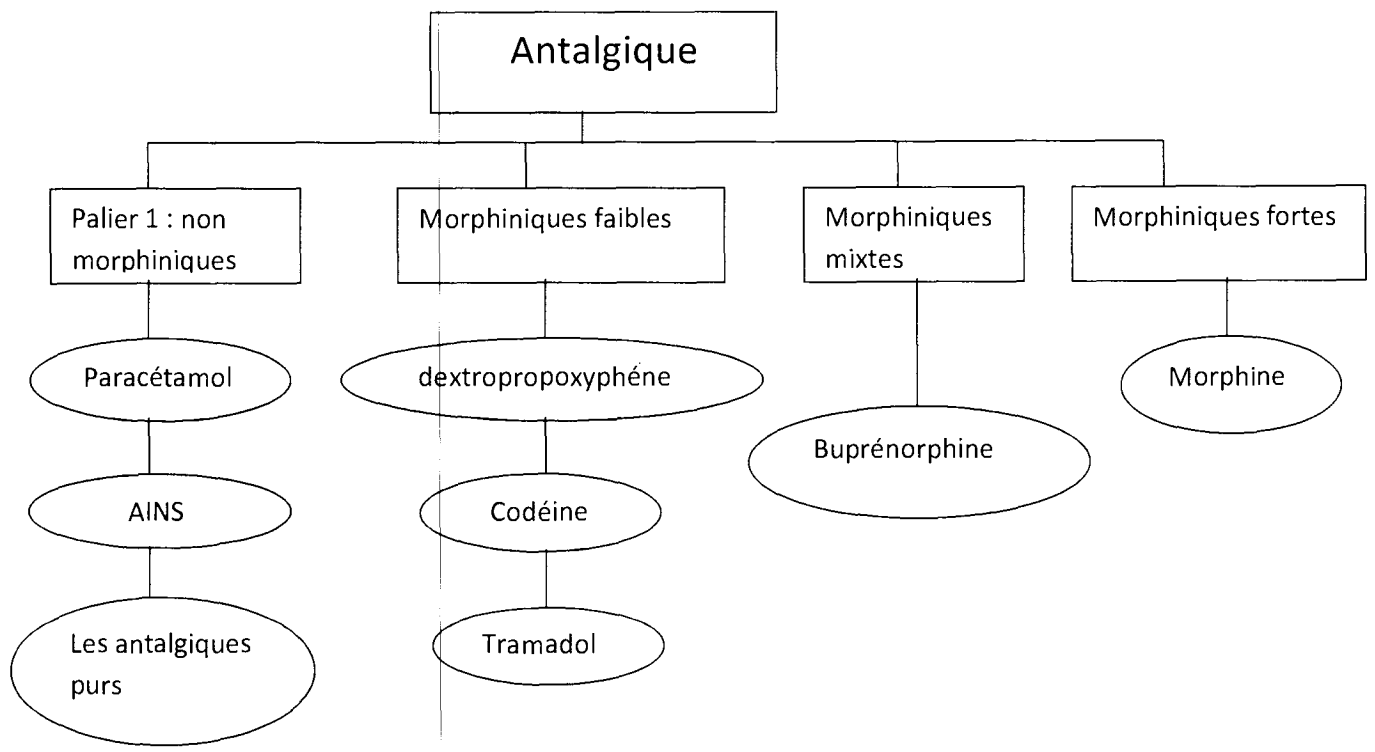 Antalgique
Palier 1 : non
morphiniques
Morphiniques faibles
Morphiniques
mixtes
Morphiniques fortes
Paracétamol
dextropropoxyphéne
Morphine
Buprénorphine
AINS
Codéine
Les antalgiques
purs
Tramadol